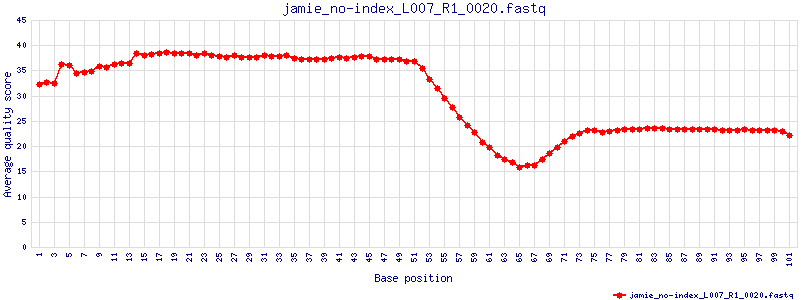 jamie_no-index_L007_R1_0020.fastq
45
40
35
30
25
20
15
10
5
0
Average quality score
1 3 5 7 9 11 13 15 17 19 21 23 25 27 29 31 33 35 37 39 41 43 45 47 49 51 53 55 57 59 61 63 65 67 69 71 73 75 77 79 81 83 85 87 89 91 93 95 97 99 101
Base position
jamie_no-index_L007_R1_0020.fastq